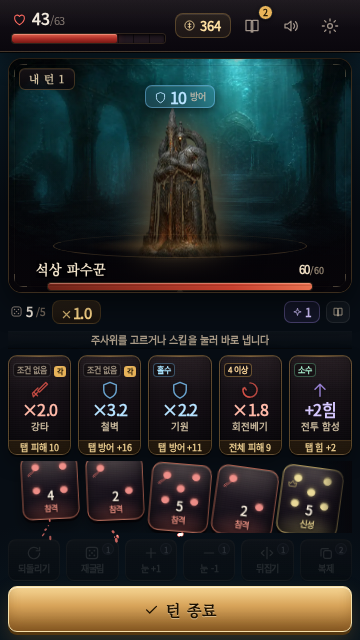 43/63
364
2
내 턴 1
10 방어
석상 파수꾼
60/60
5 /5
×1.0
1
주사위를 고르거나 스킬을 눌러 바로 냅니다
조건 없음 각
×2.0
강타
탭 피해 10
조건 없음 각
×3.2
철벽
탭 방어 +16
홀수
×2.2
기원
탭 방어 +11
4 이상
×1.8
회전베기
전체 피해 9
소수
+2힘
전투 함성
탭 힘 +2
4
참격
2
참격
5
참격
2
참격
5
신성
되돌리기
재굴림
1
눈 +1
1
눈 -1
1
뒤집기
1
복제
2
턴 종료